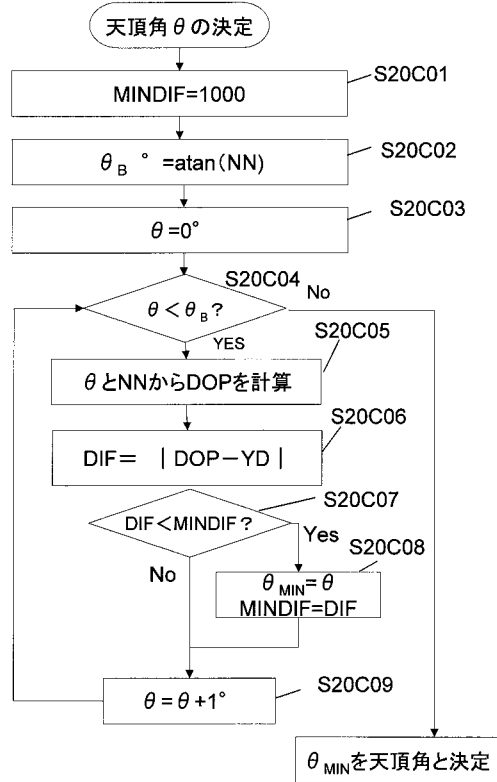 天頂角θの決定
S20C01
MINDIF=1000
S20C02
θB °=atan(NN)
S20C03
θ=0°
S20C04
θ<θB?
No
YES
S20C05
θとNNからDOPを計算
S20C06
DIF= |DOP-YD|
S20C07
DIF<MINDIF?
Yes
No
S20C08
θMIN=θ
MINDIF=DIF
S20C09
θ=θ+1°
θMINを天頂角と決定